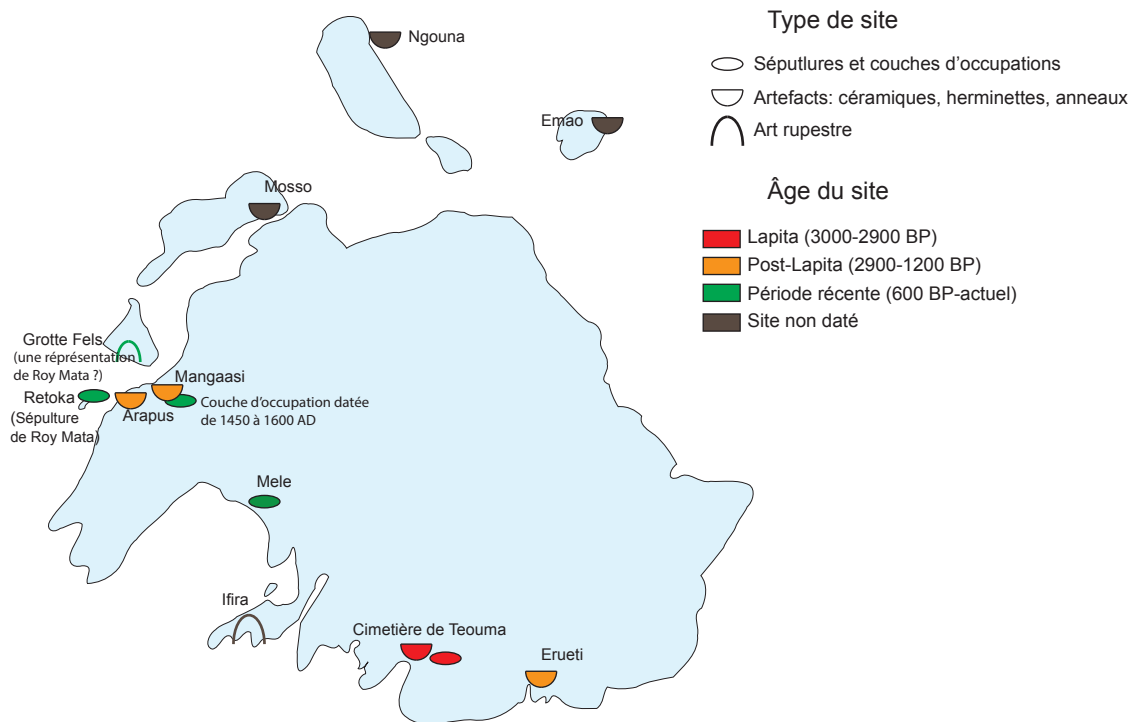 Type de site
Séputlures et couches d'occupations
Artefacts: céramiques, herminettes, anneaux
Art rupestre
Âge du site
Lapita (3000-2900 BP)
Post-Lapita (2900-1200 BP)
Période récente (600 BP-actuel)
Site non daté
Ngouna
Emao
Mosso
Grotte Fels
(une réprésentation
de Roy Mata ?)
Mangaasi
Retoka
(Sépulture
de Roy Mata)
Arapus
Couche d'occupation datée
de 1450 à 1600 AD
Mele
Ifira
Cimetière de Teouma
Erueti